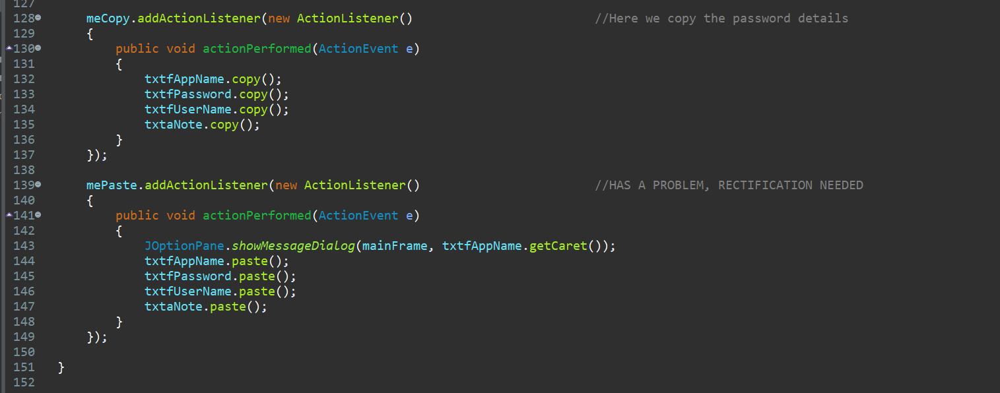 127
128 meCopy.addActionListener(new ActionListener() //Here we copy the password details
129 {
130 public void actionPerformed(ActionEvent e)
131 {
132 txtfAppName.copy();
133 txtfPassword.copy();
134 txtfUserName.copy();
135 txtaNote.copy();
136 }
137 });
138
139 mePaste.addActionListener(new ActionListener() //HAS A PROBLEM, RECTIFICATION NEEDED
140 {
141 public void actionPerformed(ActionEvent e)
142 {
143 JOptionPane.showMessageDialog(mainFrame, txtfAppName.getCaret());
144 txtfAppName.paste();
145 txtfPassword.paste();
146 txtfUserName.paste();
147 txtaNote.paste();
148 }
149 });
150
151 }
152